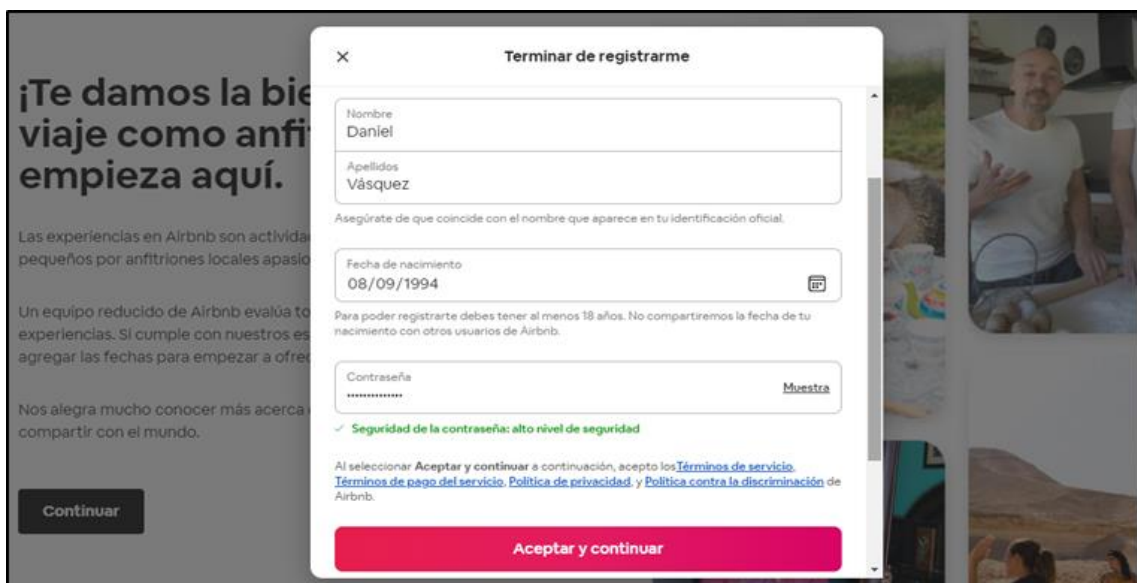 ¡Te damos la bie
viaje como anfi
empieza aquí.
Las experiencias en Airbnb son activida
pequeños por anfitriones locales apasio
Un equipo reducido de Airbnb evalúa to
experiencias. Si cumple con nuestros es
agregar las fechas para empezar a ofrec
Nos alegra mucho conocer más acerca
compartir con el mundo.
Continuar
Terminar de registrarme
Nombre
Daniel
Apellidos
Vásquez
Asegúrate de que coincide con el nombre que aparece en tu identificación oficial.
Fecha de nacimiento
08/09/1994
Para poder registrarte debes tener al menos 18 años. No compartiremos la fecha de tu
nacimiento con otros usuarios de Airbnb.
Contraseña
••••••••••••••
Muestra
Seguridad de la contraseña: alto nivel de seguridad
Al seleccionar Aceptar y continuar a continuación, acepto los Términos de servicio,
Términos de pago del servicio, Política de privacidad, y Política contra la discriminación de
Airbnb.
Aceptar y continuar